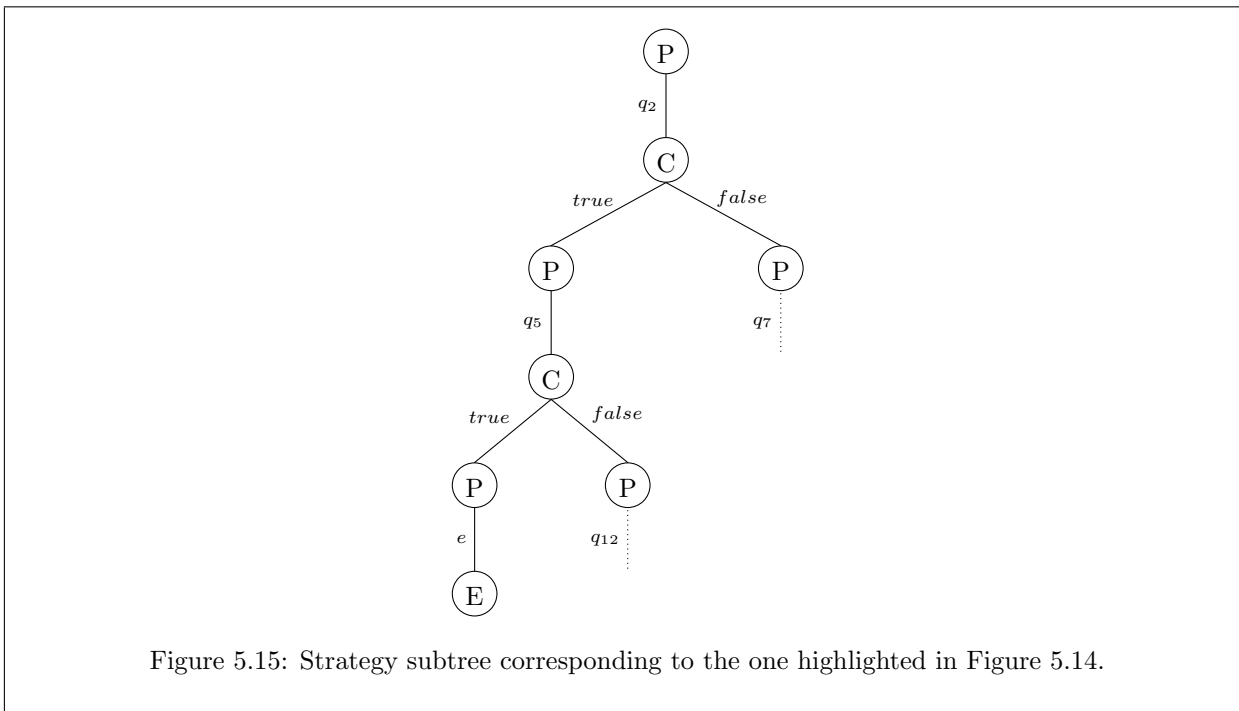 P
q2
C
true false
P P
q5 q7
C
true false
P P
e q12
E
Figure 5.15: Strategy subtree corresponding to the one highlighted in Figure 5.14.